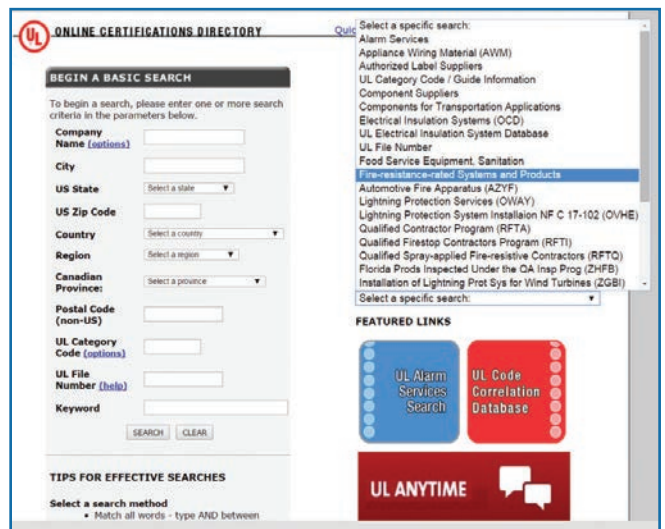 UL
ONLINE CERTIFICATIONS DIRECTORY
Quic
BEGIN A BASIC SEARCH
To begin a search, please enter one or more search
criteria in the parameters below.
Company
Name (options)
City
US State
Select a state
US Zip Code
Country
Select a country
Region
Select a region
Canadian
Province:
Select a province
Postal Code
(non-US)
UL Category
Code (options)
UL File
Number (help)
Keyword
SEARCH
CLEAR
TIPS FOR EFFECTIVE SEARCHES
Select a search method
• Match all words - type AND between
Select a specific search:
Alarm Services
Appliance Wiring Material (AWM)
Authorized Label Suppliers
UL Category Code / Guide Information
Component Suppliers
Components for Transportation Applications
Electrical Insulation Systems (OCD)
UL Electrical Insulation System Database
UL File Number
Food Service Equipment, Sanitation
Fire-resistance-rated Systems and Products
Automotive Fire Apparatus (AZYF)
Lightning Protection Services (OWAY)
Lightning Protection System Installaion NF C 17-102 (OVHE)
Qualified Contractor Program (RFTA)
Qualified Firestop Contractors Program (RFTI)
Qualified Spray-applied Fire-resistive Contractors (RFTQ)
Florida Prods Inspected Under the QA Insp Prog (ZHFB)
Installation of Lightning Prot Sys for Wind Turbines (ZGBI)
Select a specific search:
FEATURED LINKS
UL Alarm
Services
Search
UL Code
Correlation
Database
UL ANYTIME